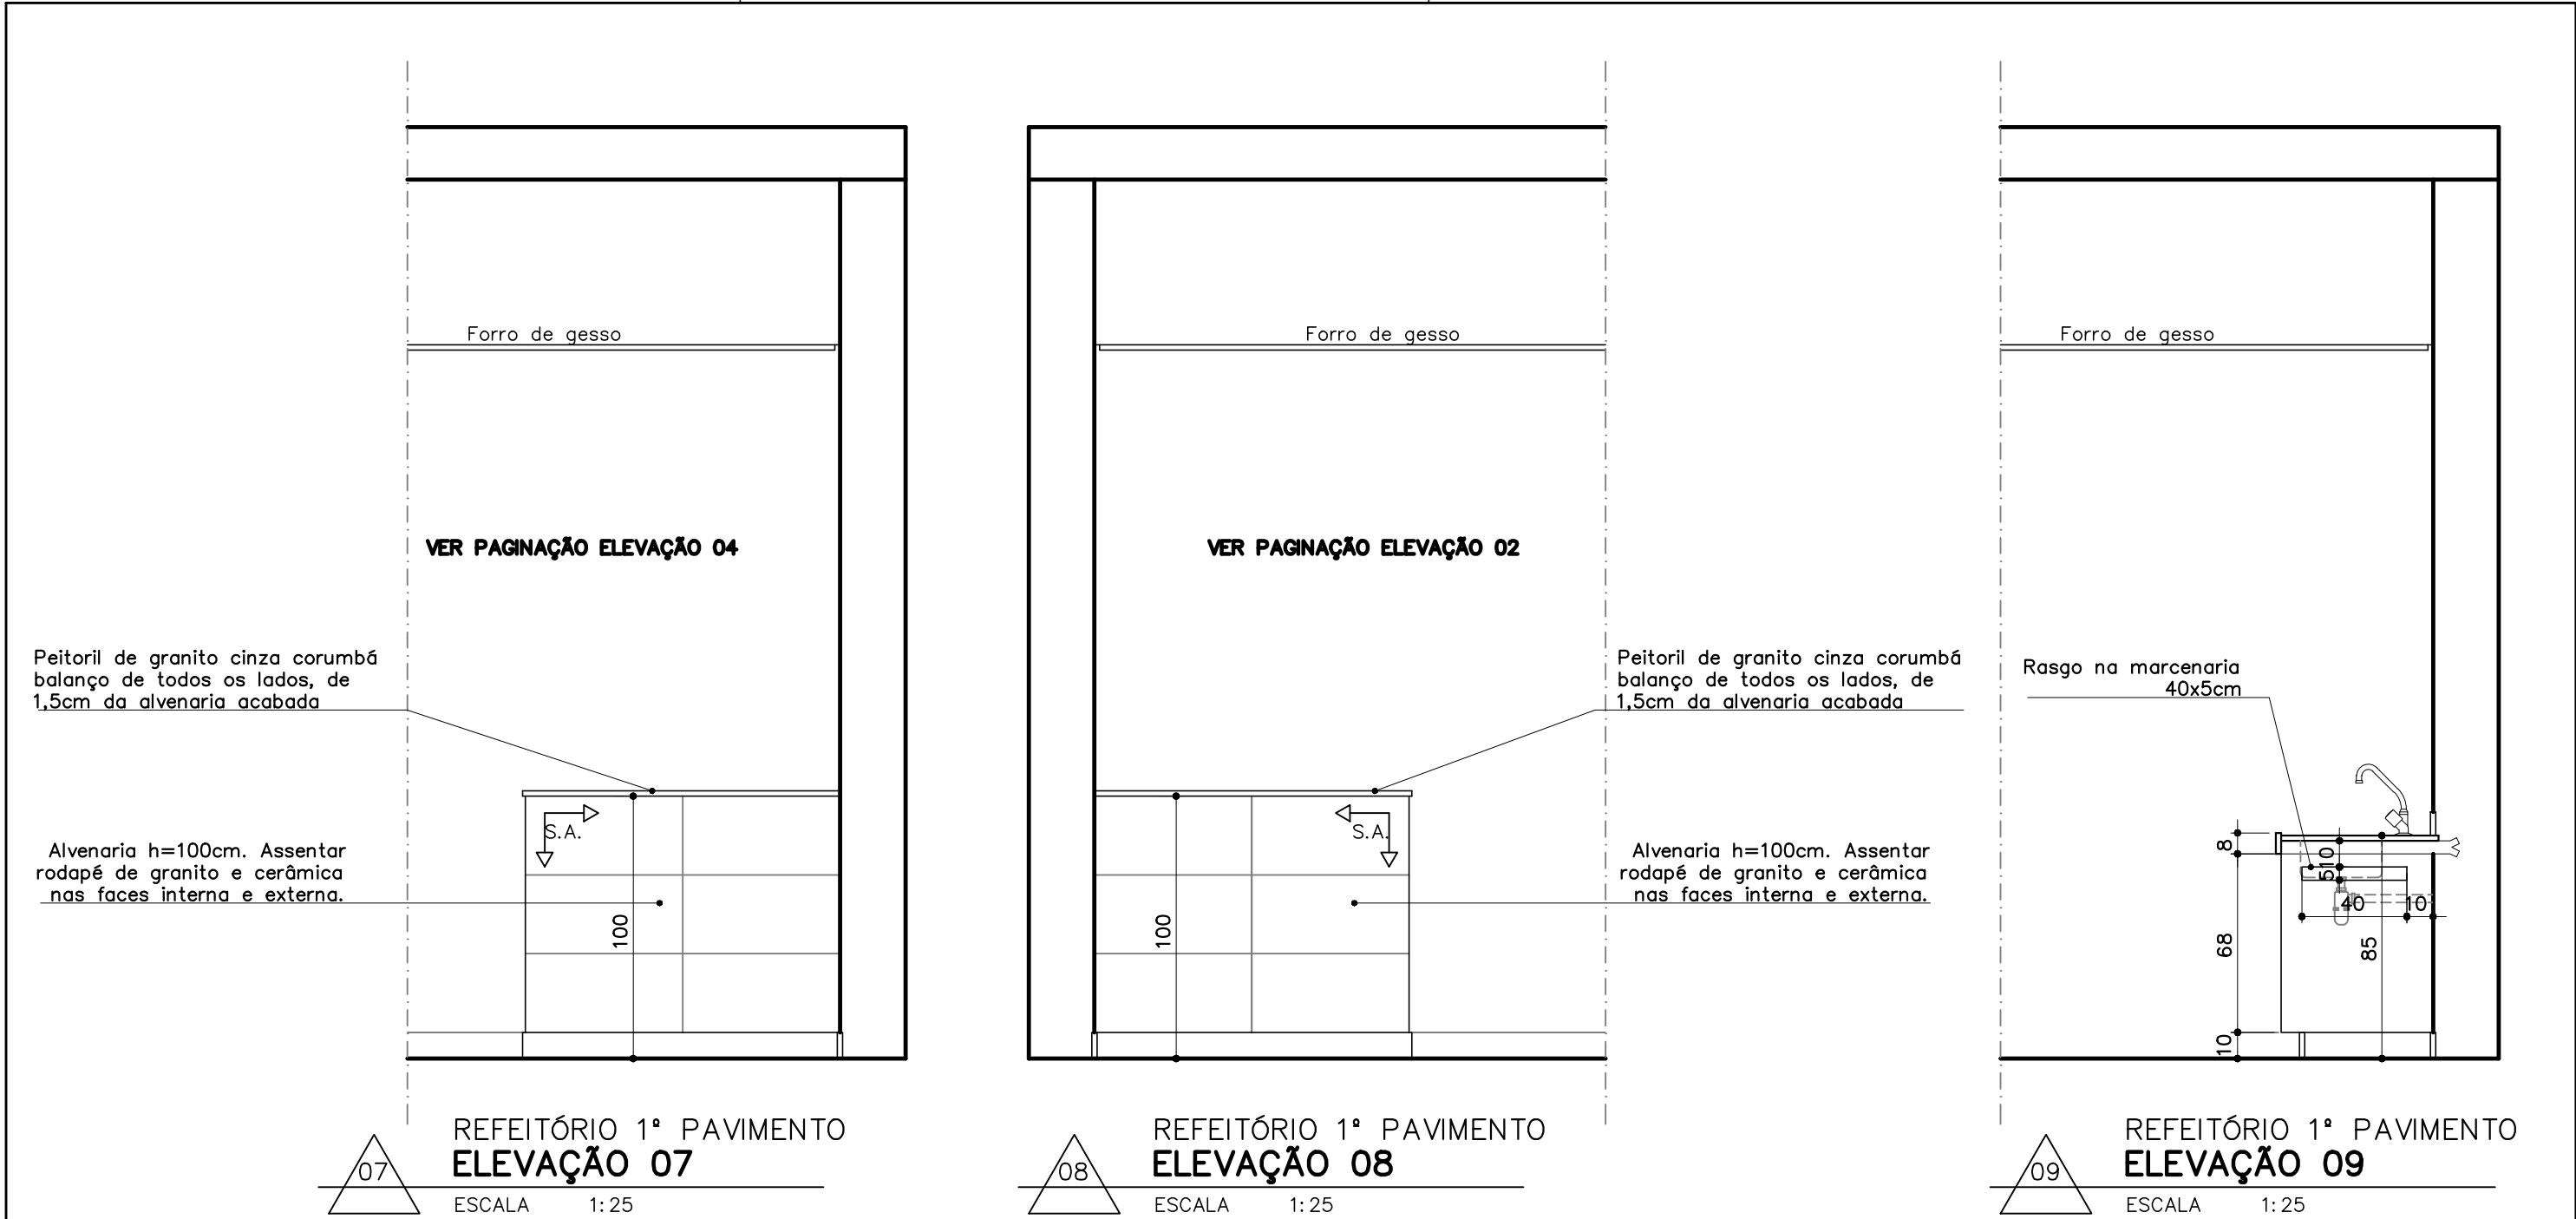 Forro de gesso
VER PAGINAÇÃO ELEVAÇÃO 04
Peitoril de granito cinza corumbá
balanço de todos os lados, de
1,5cm da alvenaria acabada
S.A.
Alvenaria h=100cm. Assentar
rodapé de granito e cerâmica
nas faces interna e externa.
100
07
REFEITÓRIO 1º PAVIMENTO
ELEVAÇÃO 07
ESCALA 1:25
Forro de gesso
VER PAGINAÇÃO ELEVAÇÃO 02
Peitoril de granito cinza corumbá
balanço de todos os lados, de
1,5cm da alvenaria acabada
S.A.
Alvenaria h=100cm. Assentar
rodapé de granito e cerâmica
nas faces interna e externa.
100
08
REFEITÓRIO 1º PAVIMENTO
ELEVAÇÃO 08
ESCALA 1:25
Forro de gesso
Rasgo na marcenaria
40x5cm
8
10
5
40
10
68
85
10
09
REFEITÓRIO 1º PAVIMENTO
ELEVAÇÃO 09
ESCALA 1:25